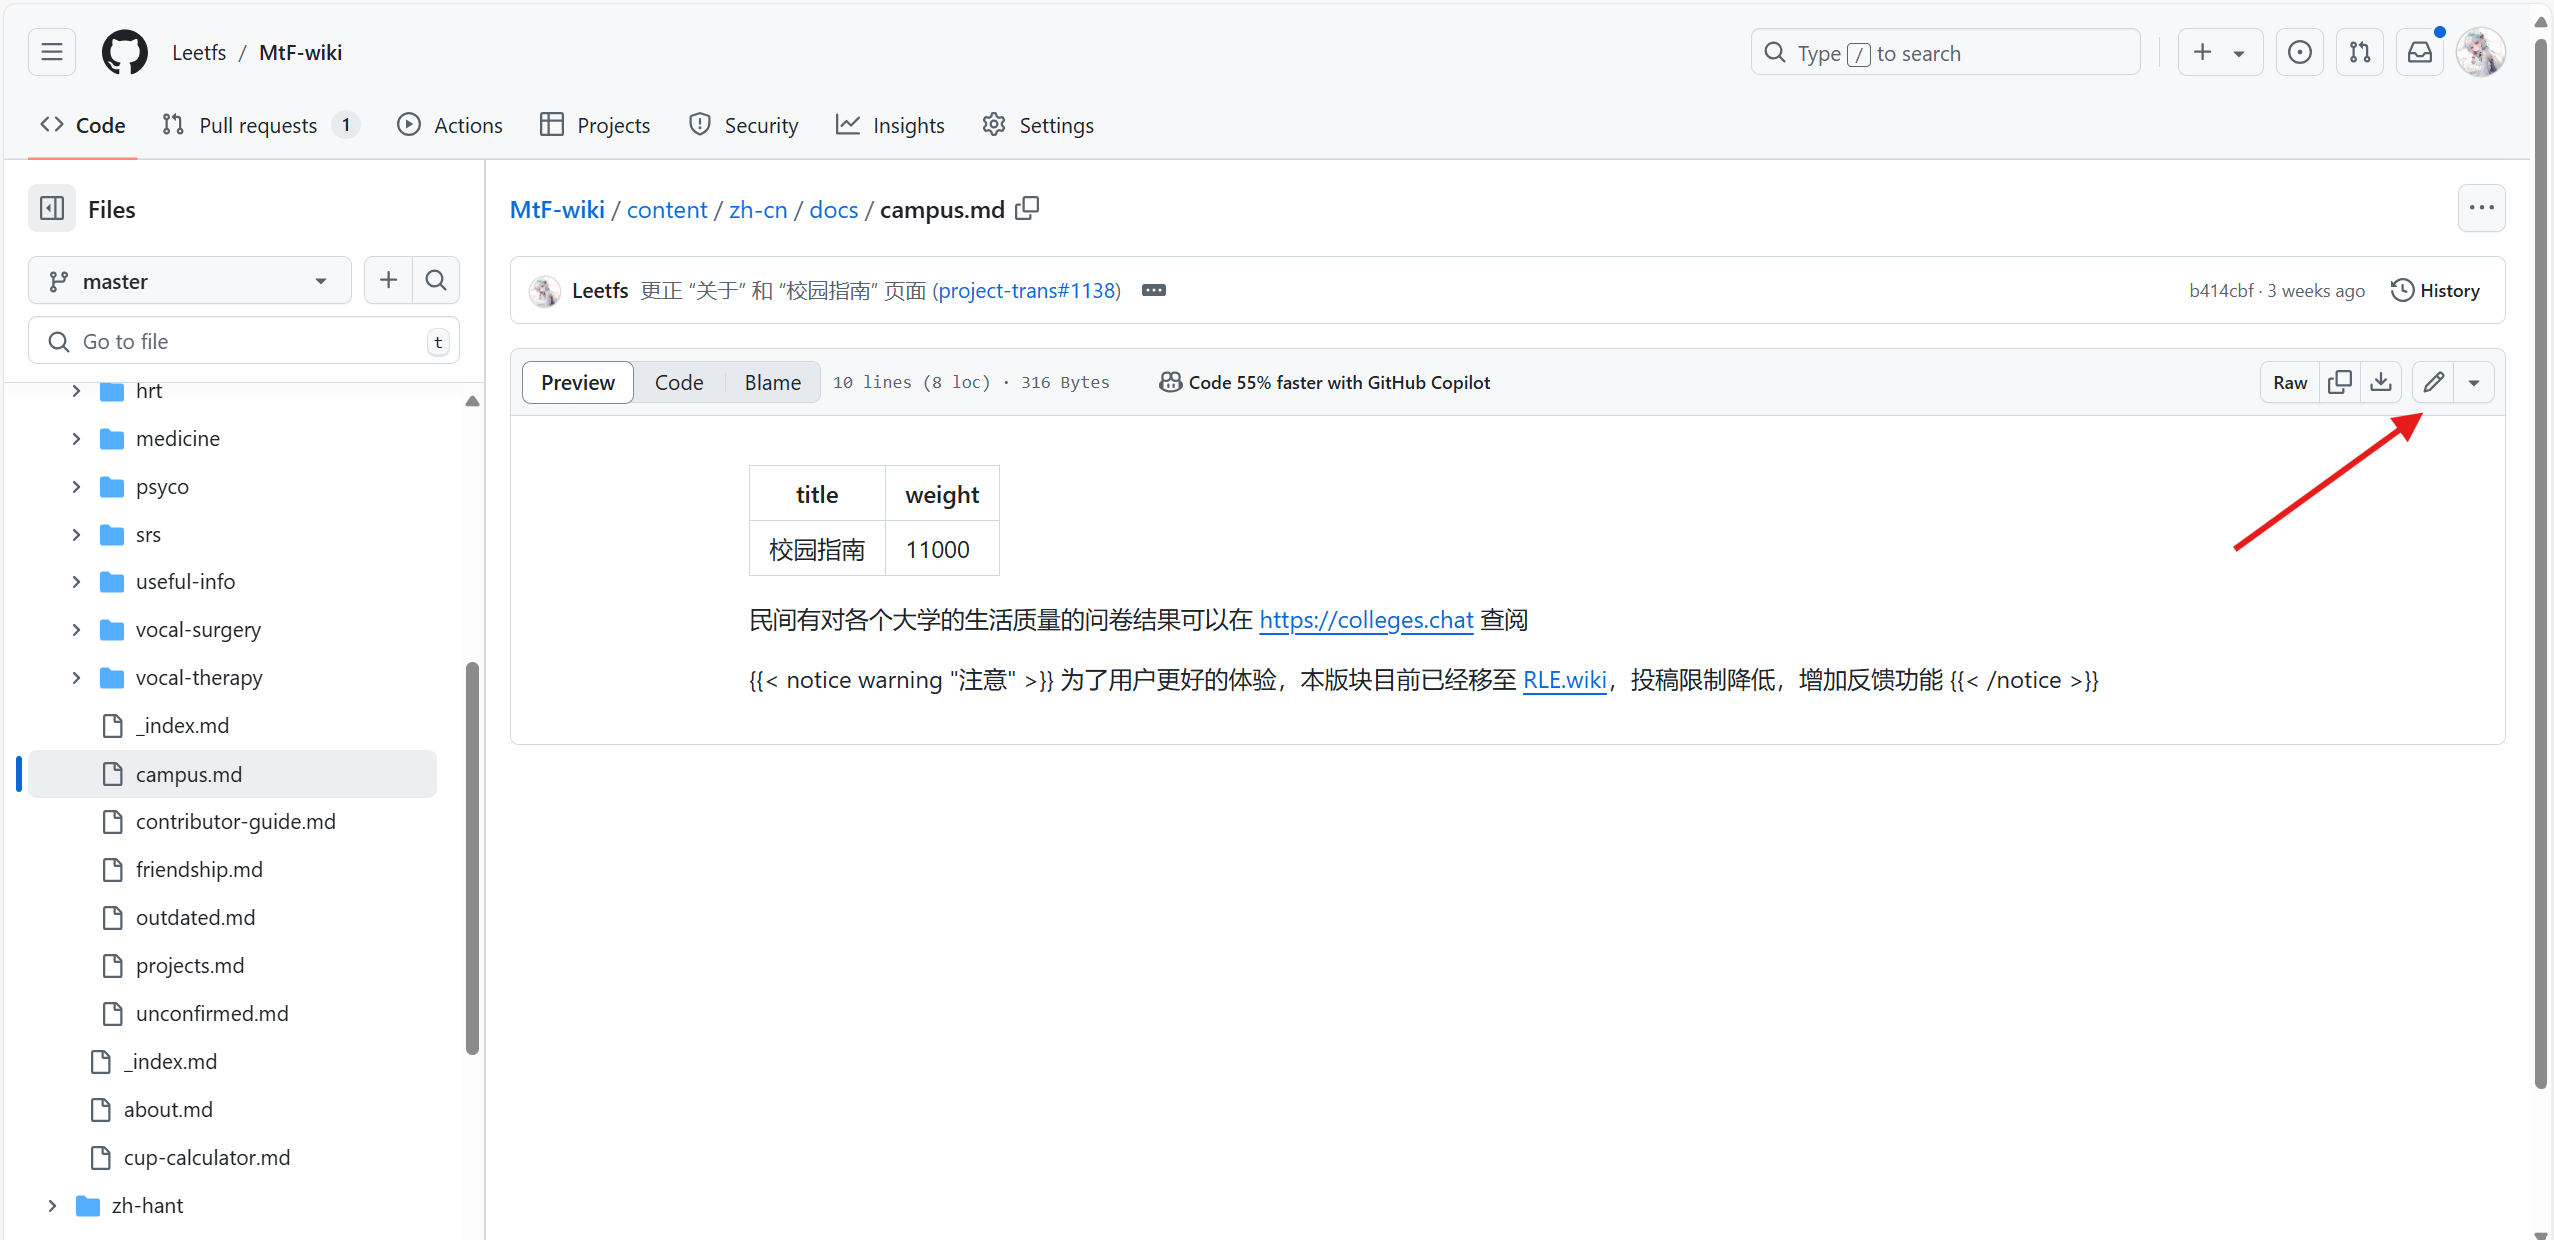 Leetfs / MtF-wiki
Type / to search
Code
Pull requests 1
Actions
Projects
Security
Insights
Settings
Files
master
Go to file
t
hrt
medicine
psyco
srs
useful-info
vocal-surgery
vocal-therapy
_index.md
campus.md
contributor-guide.md
friendship.md
outdated.md
projects.md
unconfirmed.md
_index.md
about.md
cup-calculator.md
zh-hant
MtF-wiki / content / zh-cn / docs / campus.md
Leetfs 更正 “关于” 和 “校园指南” 页面 (project-trans#1138)
b414cbf · 3 weeks ago
History
Preview
Code
Blame
10 lines (8 loc) · 316 Bytes
Code 55% faster with GitHub Copilot
Raw
title weight
校园指南 11000
民间有对各个大学的生活质量的问卷结果可以在 https://colleges.chat 查阅
{{< notice warning "注意" >}} 为了用户更好的体验，本版块目前已经移至 RLE.wiki，投稿限制降低，增加反馈功能 {{< /notice >}}